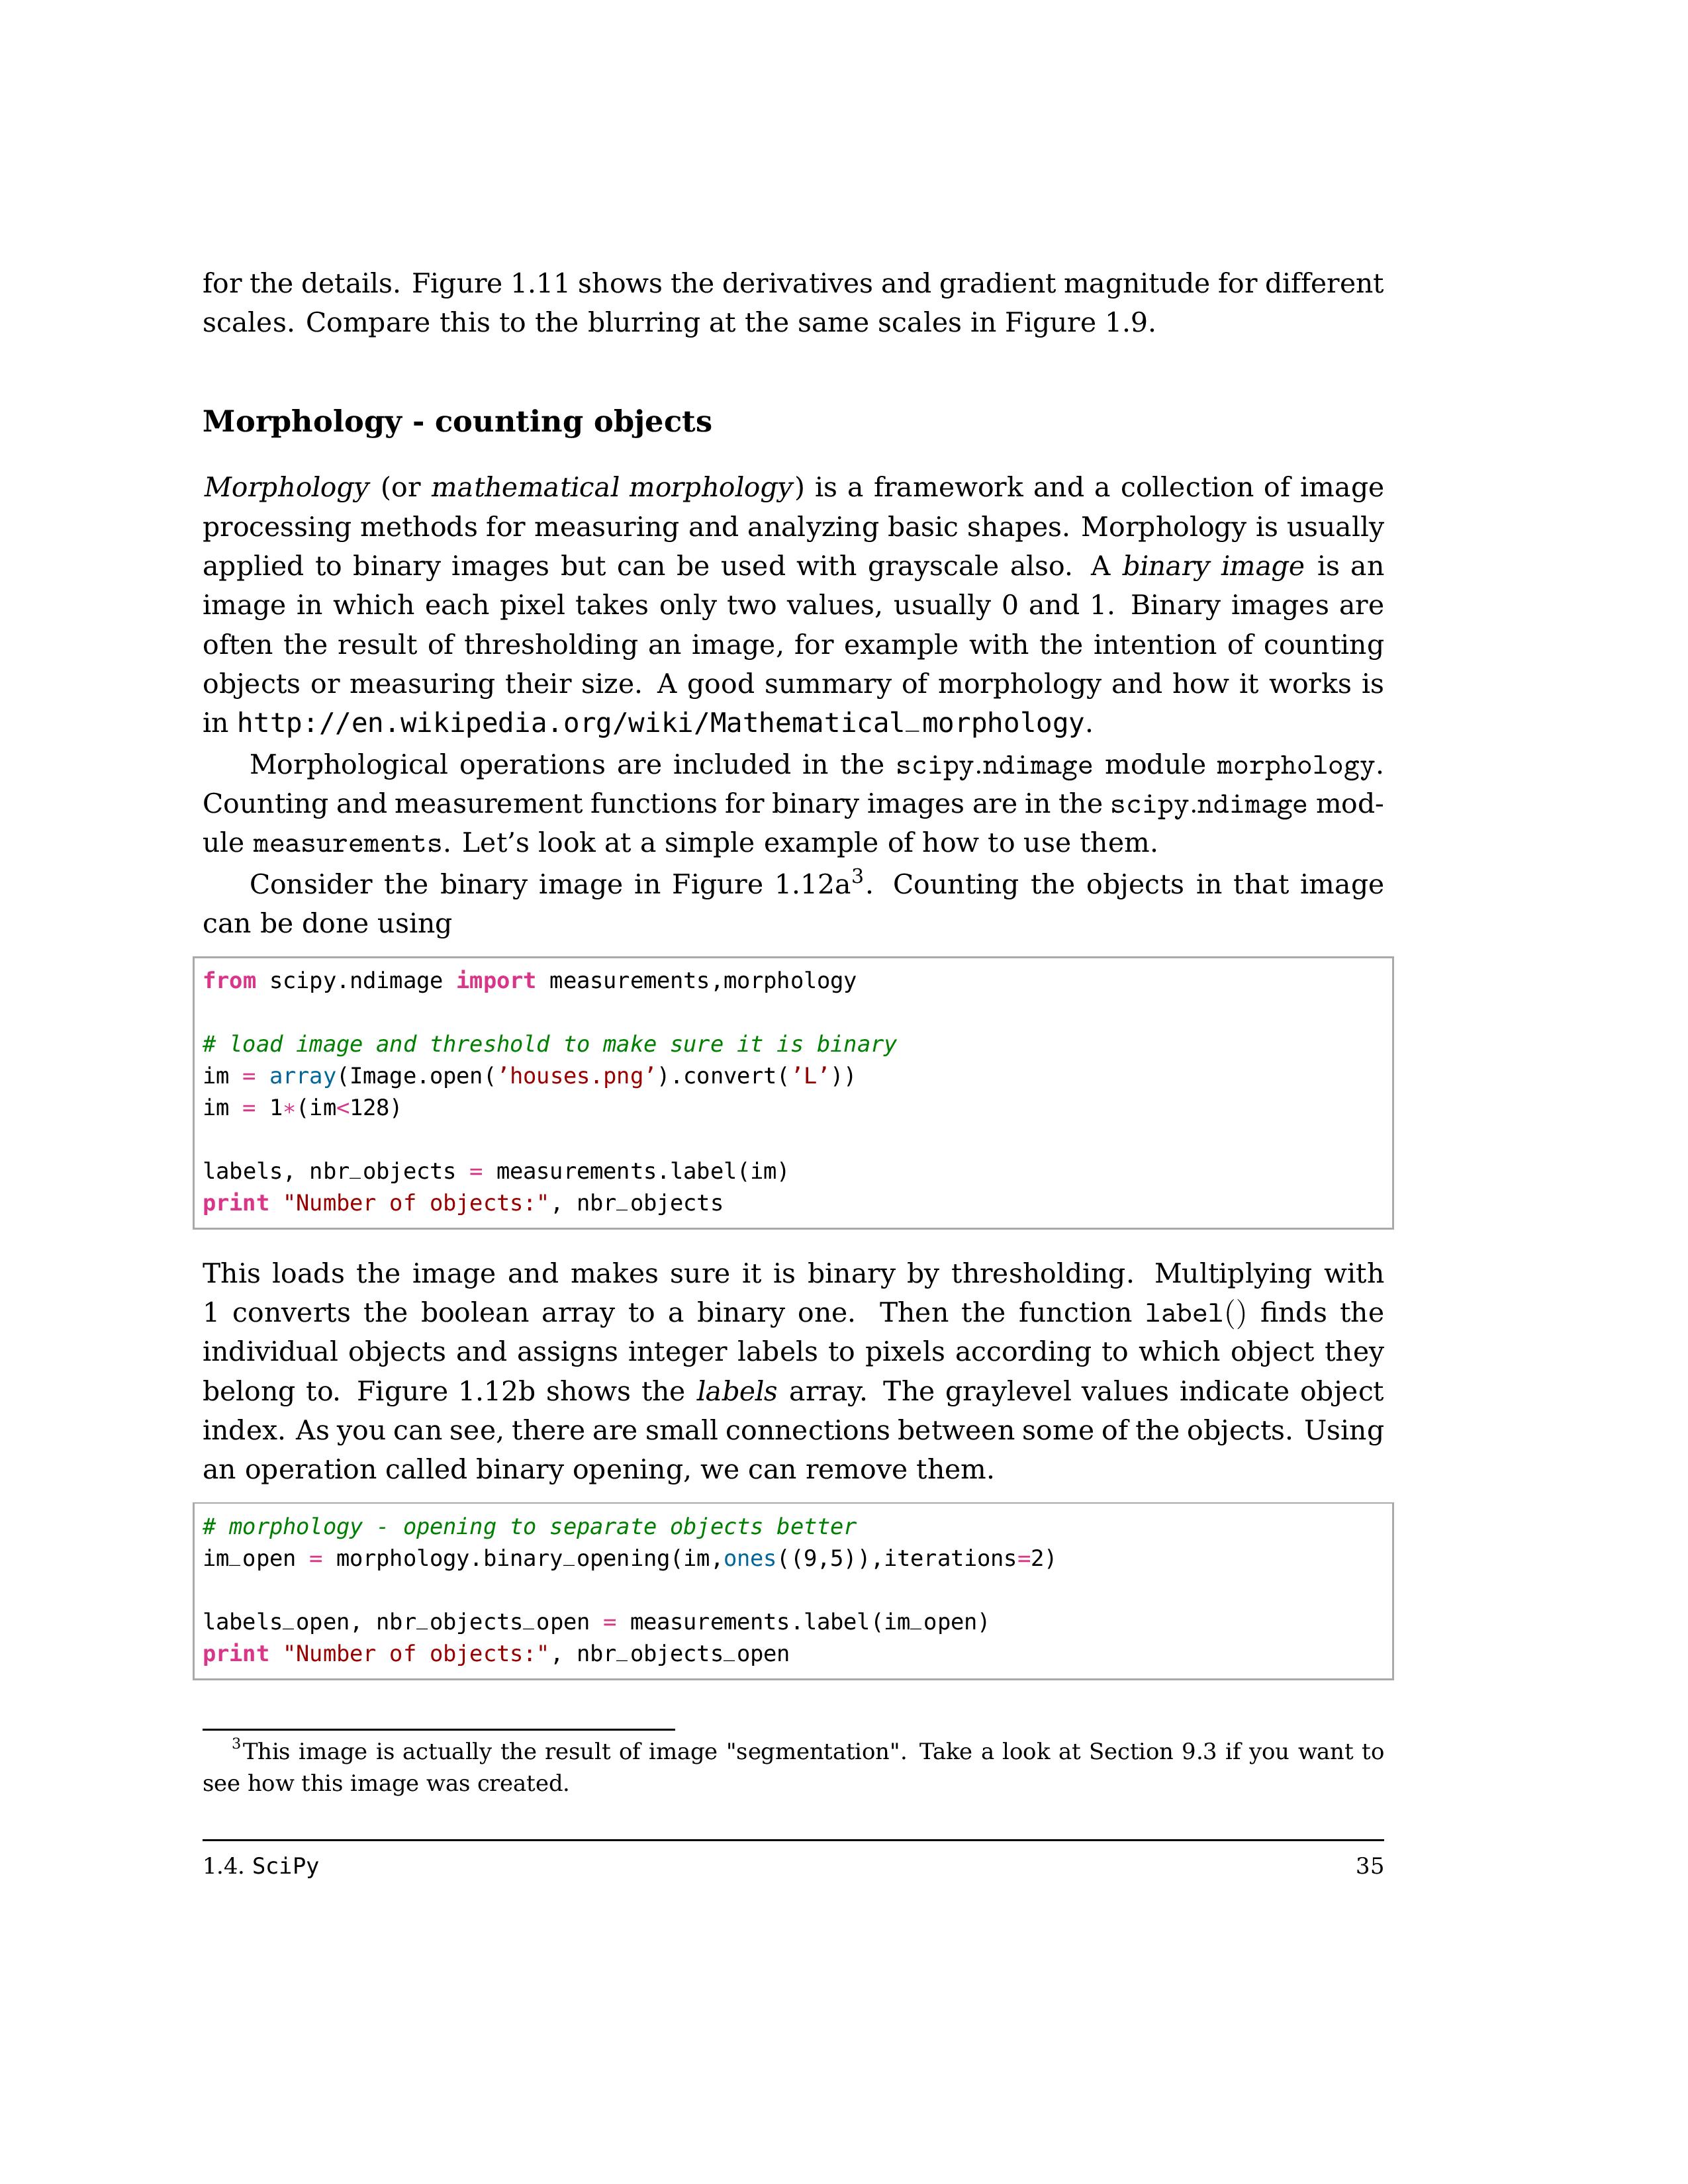 for the details. Figure 1.11 shows the derivatives and gradient magnitude for different
scales. Compare this to the blurring at the same scales in Figure 1.9.
Morphology - counting objects
Morphology (or mathematical morphology) is a framework and a collection of image
processing methods for measuring and analyzing basic shapes. Morphology is usually
applied to binary images but can be used with grayscale also. A binary image is an
image in which each pixel takes only two values, usually 0 and 1. Binary images are
often the result of thresholding an image, for example with the intention of counting
objects or measuring their size. A good summary of morphology and how it works is
in http://en.wikipedia.org/wiki/Mathematical_morphology.
Morphological operations are included in the scipy.ndimage module morphology.
Counting and measurement functions for binary images are in the scipy.ndimage mod-
ule measurements. Let’s look at a simple example of how to use them.
Consider the binary image in Figure 1.12a³. Counting the objects in that image
can be done using
from scipy.ndimage import measurements,morphology
# load image and threshold to make sure it is binary
im = array(Image.open(’houses.png’).convert(’L’))
im = 1*(im<128)
labels, nbr_objects = measurements.label(im)
print "Number of objects:", nbr_objects
This loads the image and makes sure it is binary by thresholding. Multiplying with
1 converts the boolean array to a binary one. Then the function label() finds the
individual objects and assigns integer labels to pixels according to which object they
belong to. Figure 1.12b shows the labels array. The graylevel values indicate object
index. As you can see, there are small connections between some of the objects. Using
an operation called binary opening, we can remove them.
# morphology - opening to separate objects better
im_open = morphology.binary_opening(im,ones((9,5)),iterations=2)
labels_open, nbr_objects_open = measurements.label(im_open)
print "Number of objects:", nbr_objects_open
³This image is actually the result of image "segmentation". Take a look at Section 9.3 if you want to
see how this image was created.
1.4. SciPy 35